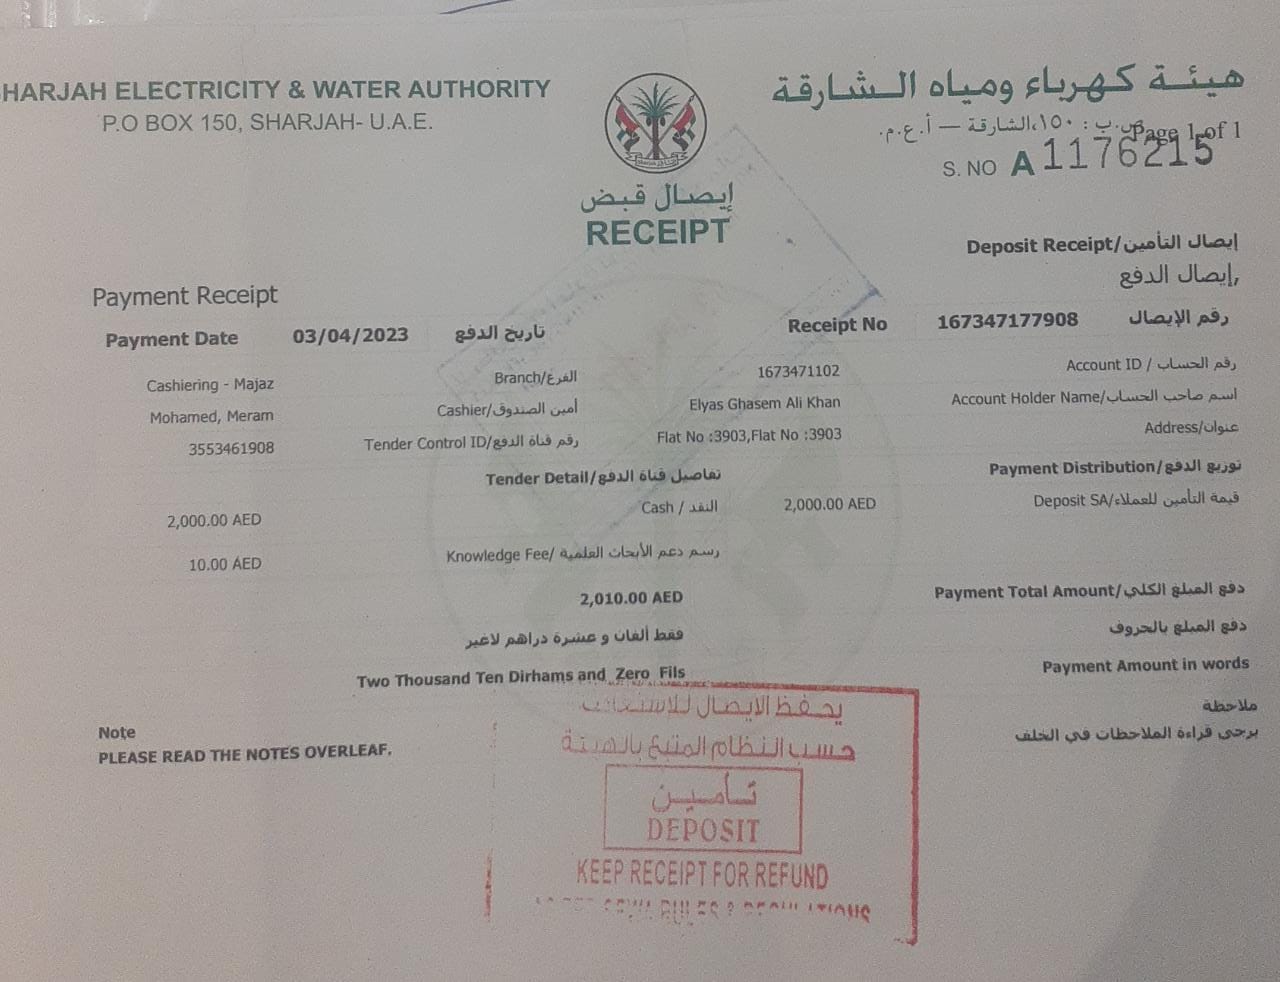 HARJAH ELECTRICITY & WATER AUTHORITY
P.O BOX 150, SHARJAH- U.A.E.
هيئة كهرباء ومياه الشارقة
ص.ب : ١٥٠،الشارقة – أ.ع.م.
Page 1 of 1
S. NO A 1176215
إيصال قبض
RECEIPT
Deposit Receipt/إيصال التأمين
,إيصال الدفع
Payment Receipt
Payment Date 03/04/2023 تاريخ الدفع Receipt No 167347177908 رقم الإيصال
Cashiering - Majaz Branch/الفرع 1673471102 Account ID / رقم الحساب
Mohamed, Meram Cashier/أمين الصندوق Elyas Ghasem Ali Khan Account Holder Name/اسم صاحب الحساب
3553461908 Tender Control ID/رقم قناة الدفع Flat No :3903,Flat No :3903 Address/عنوان
Tender Detail/تفاصيل قناة الدفع Payment Distribution/توزيع الدفع
2,000.00 AED Cash / النقد 2,000.00 AED Deposit SA/قيمة التأمين للعملاء
10.00 AED Knowledge Fee/ رسم دعم الأبحاث العلمية
2,010.00 AED Payment Total Amount/دفع المبلغ الكلي
فقط ألفان و عشرة دراهم لاغير دفع المبلغ بالحروف
Two Thousand Ten Dirhams and Zero Fils Payment Amount in words
Note ملاحظة
PLEASE READ THE NOTES OVERLEAF. يرجى قراءة الملاحظات في الخلف
يحفظ الايصال للاستعادة
حسب النظام المتبع بالهيئة
تأمين
DEPOSIT
KEEP RECEIPT FOR REFUND
RULES & REGULATIONS